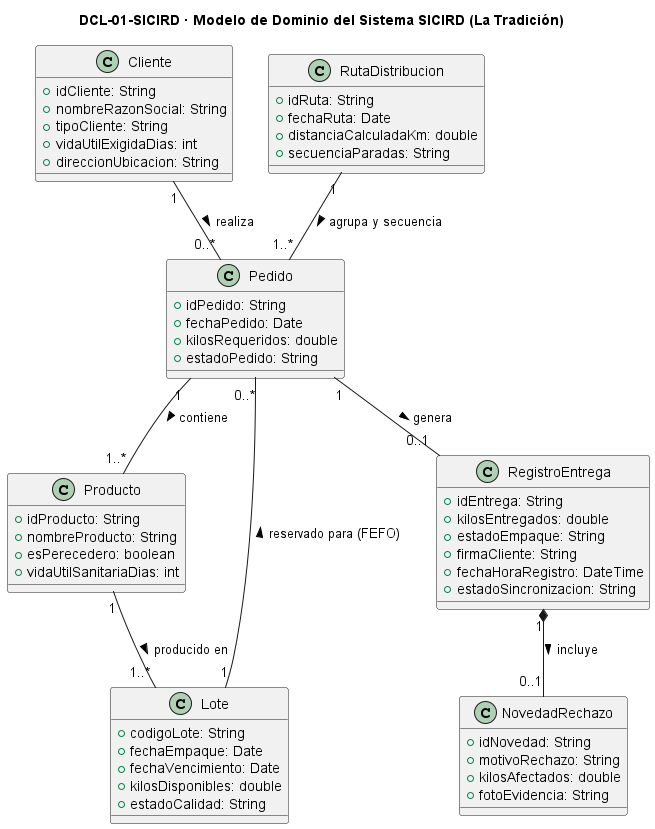 DCL-01-SICIRD · Modelo de Dominio del Sistema SICIRD (La Tradición)
C Cliente
idCliente: String
nombreRazonSocial: String
tipoCliente: String
vidaUtilExigidaDias: int
direccionUbicacion: String
C RutaDistribucion
idRuta: String
fechaRuta: Date
distanciaCalculadaKm: double
secuenciaParadas: String
1
realiza
0..*
1
agrupa y secuencia
1..*
C Pedido
idPedido: String
fechaPedido: Date
kilosRequeridos: double
estadoPedido: String
1
contiene
1..*
0..*
reservado para (FEFO)
1
1
genera
0..1
C Producto
idProducto: String
nombreProducto: String
esPerecedero: boolean
vidaUtilSanitariaDias: int
C RegistroEntrega
idEntrega: String
kilosEntregados: double
estadoEmpaque: String
firmaCliente: String
fechaHoraRegistro: DateTime
estadoSincronizacion: String
1
producido en
1..*
1
incluye
0..1
C Lote
codigoLote: String
fechaEmpaque: Date
fechaVencimiento: Date
kilosDisponibles: double
estadoCalidad: String
C NovedadRechazo
idNovedad: String
motivoRechazo: String
kilosAfectados: double
fotoEvidencia: String